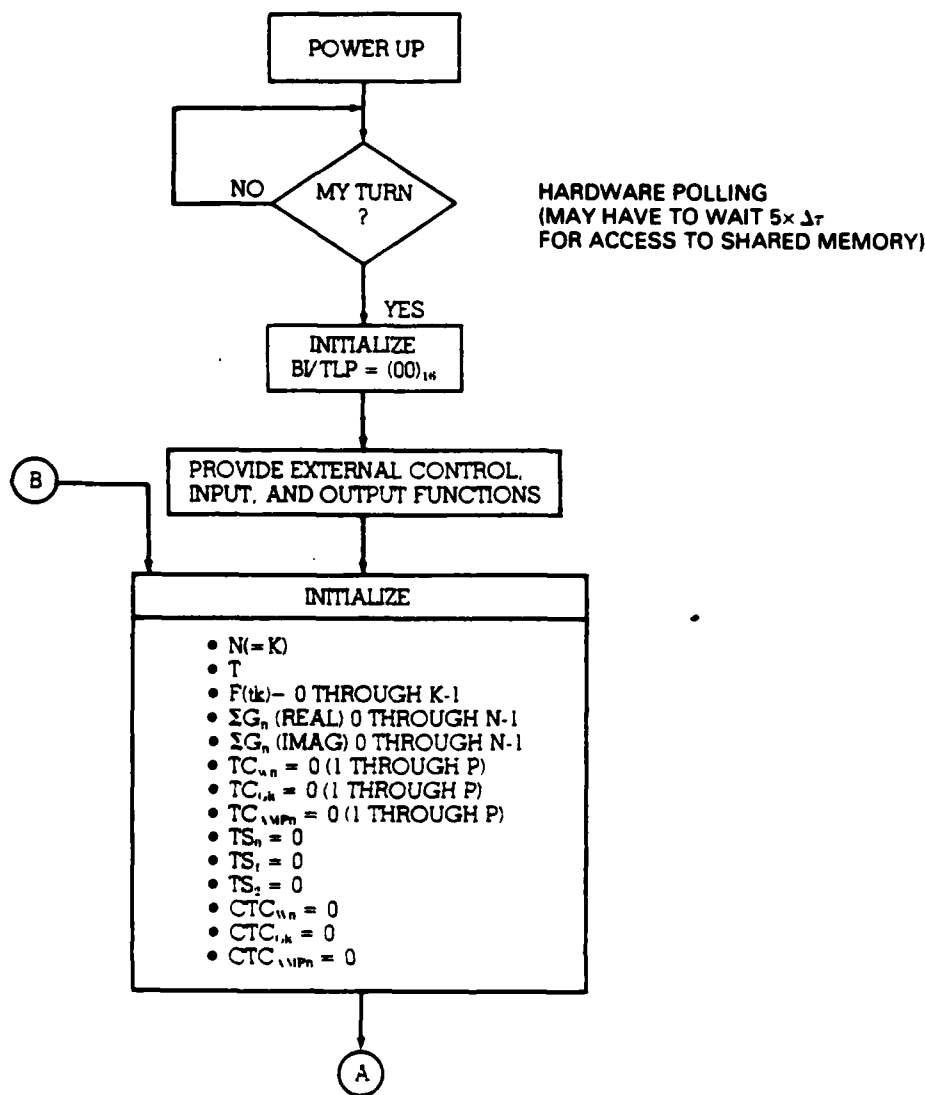 POWER UP
NO
MY TURN
?
HARDWARE POLLING
(MAY HAVE TO WAIT 5× Δτ
FOR ACCESS TO SHARED MEMORY)
YES
INITIALIZE
BI/TLP = (00)₁₆
B
PROVIDE EXTERNAL CONTROL,
INPUT, AND OUTPUT FUNCTIONS
INITIALIZE
• N(=K)
• T
• F(tk)– 0 THROUGH K-1
• ΣGₙ (REAL) 0 THROUGH N-1
• ΣGₙ (IMAG) 0 THROUGH N-1
• TC = 0 (1 THROUGH P)
• TC = 0 (1 THROUGH P)
• TC = 0 (1 THROUGH P)
• TS = 0
• TS = 0
• TS₂ = 0
• CTC = 0
• CTC = 0
• CTC = 0
A